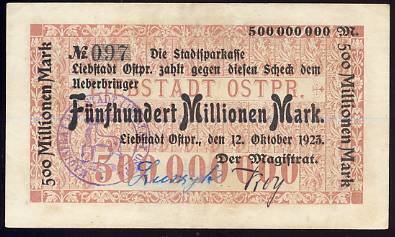 500 000 000 M.
№ 097
Die Stadtsparkasse
Liebstadt Ostpr. zahlt gegen diesen Scheck dem
Ueberbringer
LIEBSTADT OSTPR.
Fünfhundert Millionen Mark.
Liebstadt Ostpr., den 12. Oktober 1923.
Der Magistrat.
500 000 000
500 Millionen Mark
500 Millionen Mark